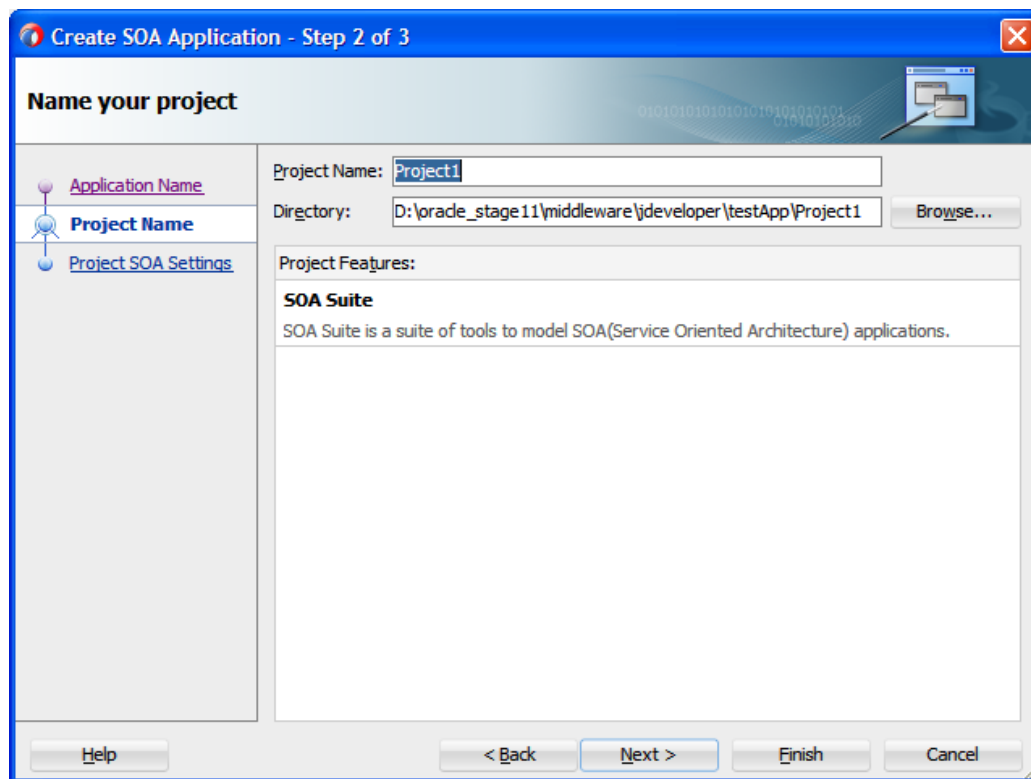 Create SOA Application - Step 2 of 3
Name your project
010101010101010101010101
01010101010
Application Name
Project Name
Project SOA Settings
Project Name: Project1
Directory: D:\oracle_stage11\middleware\jdeveloper\testApp\Project1 Browse...
Project Features:
SOA Suite
SOA Suite is a suite of tools to model SOA(Service Oriented Architecture) applications.
Help < Back Next > Finish Cancel